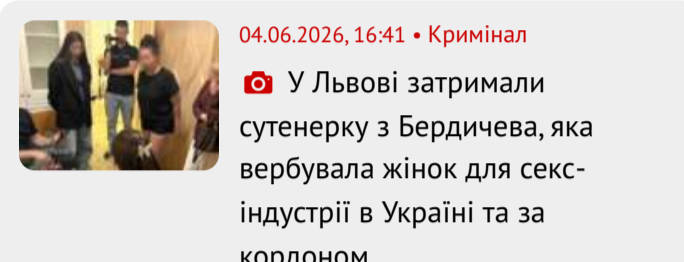 04.06.2026, 16:41 • Кримінал
У Львові затримали
сутенерку з Бердичева, яка
вербувала жінок для секс-
індустрії в Україні та за
кордоном